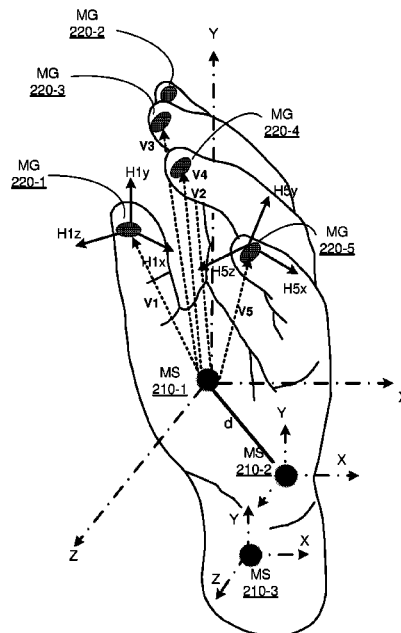 MG
220-2
Y
MG
220-3
MG
220-4
V3
V4
V2
MG
220-1
H1y
H5y
MG
220-5
H1z
H1x
H5z
H5x
V1
V5
MS
210-1
X
d
Y
MS
210-2
X
Y
X
Z
Z
MS
210-3